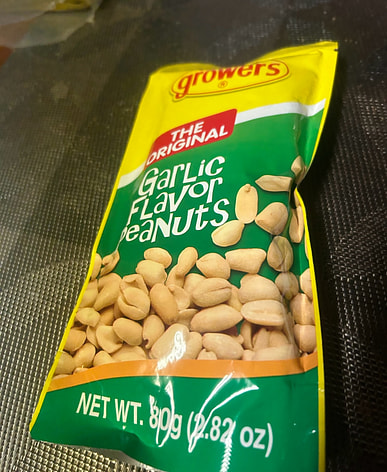 growers
®
THE
ORIGINAL
Garlic
Flavor
PeaNuts
NET WT. 80g (2.82 oz)